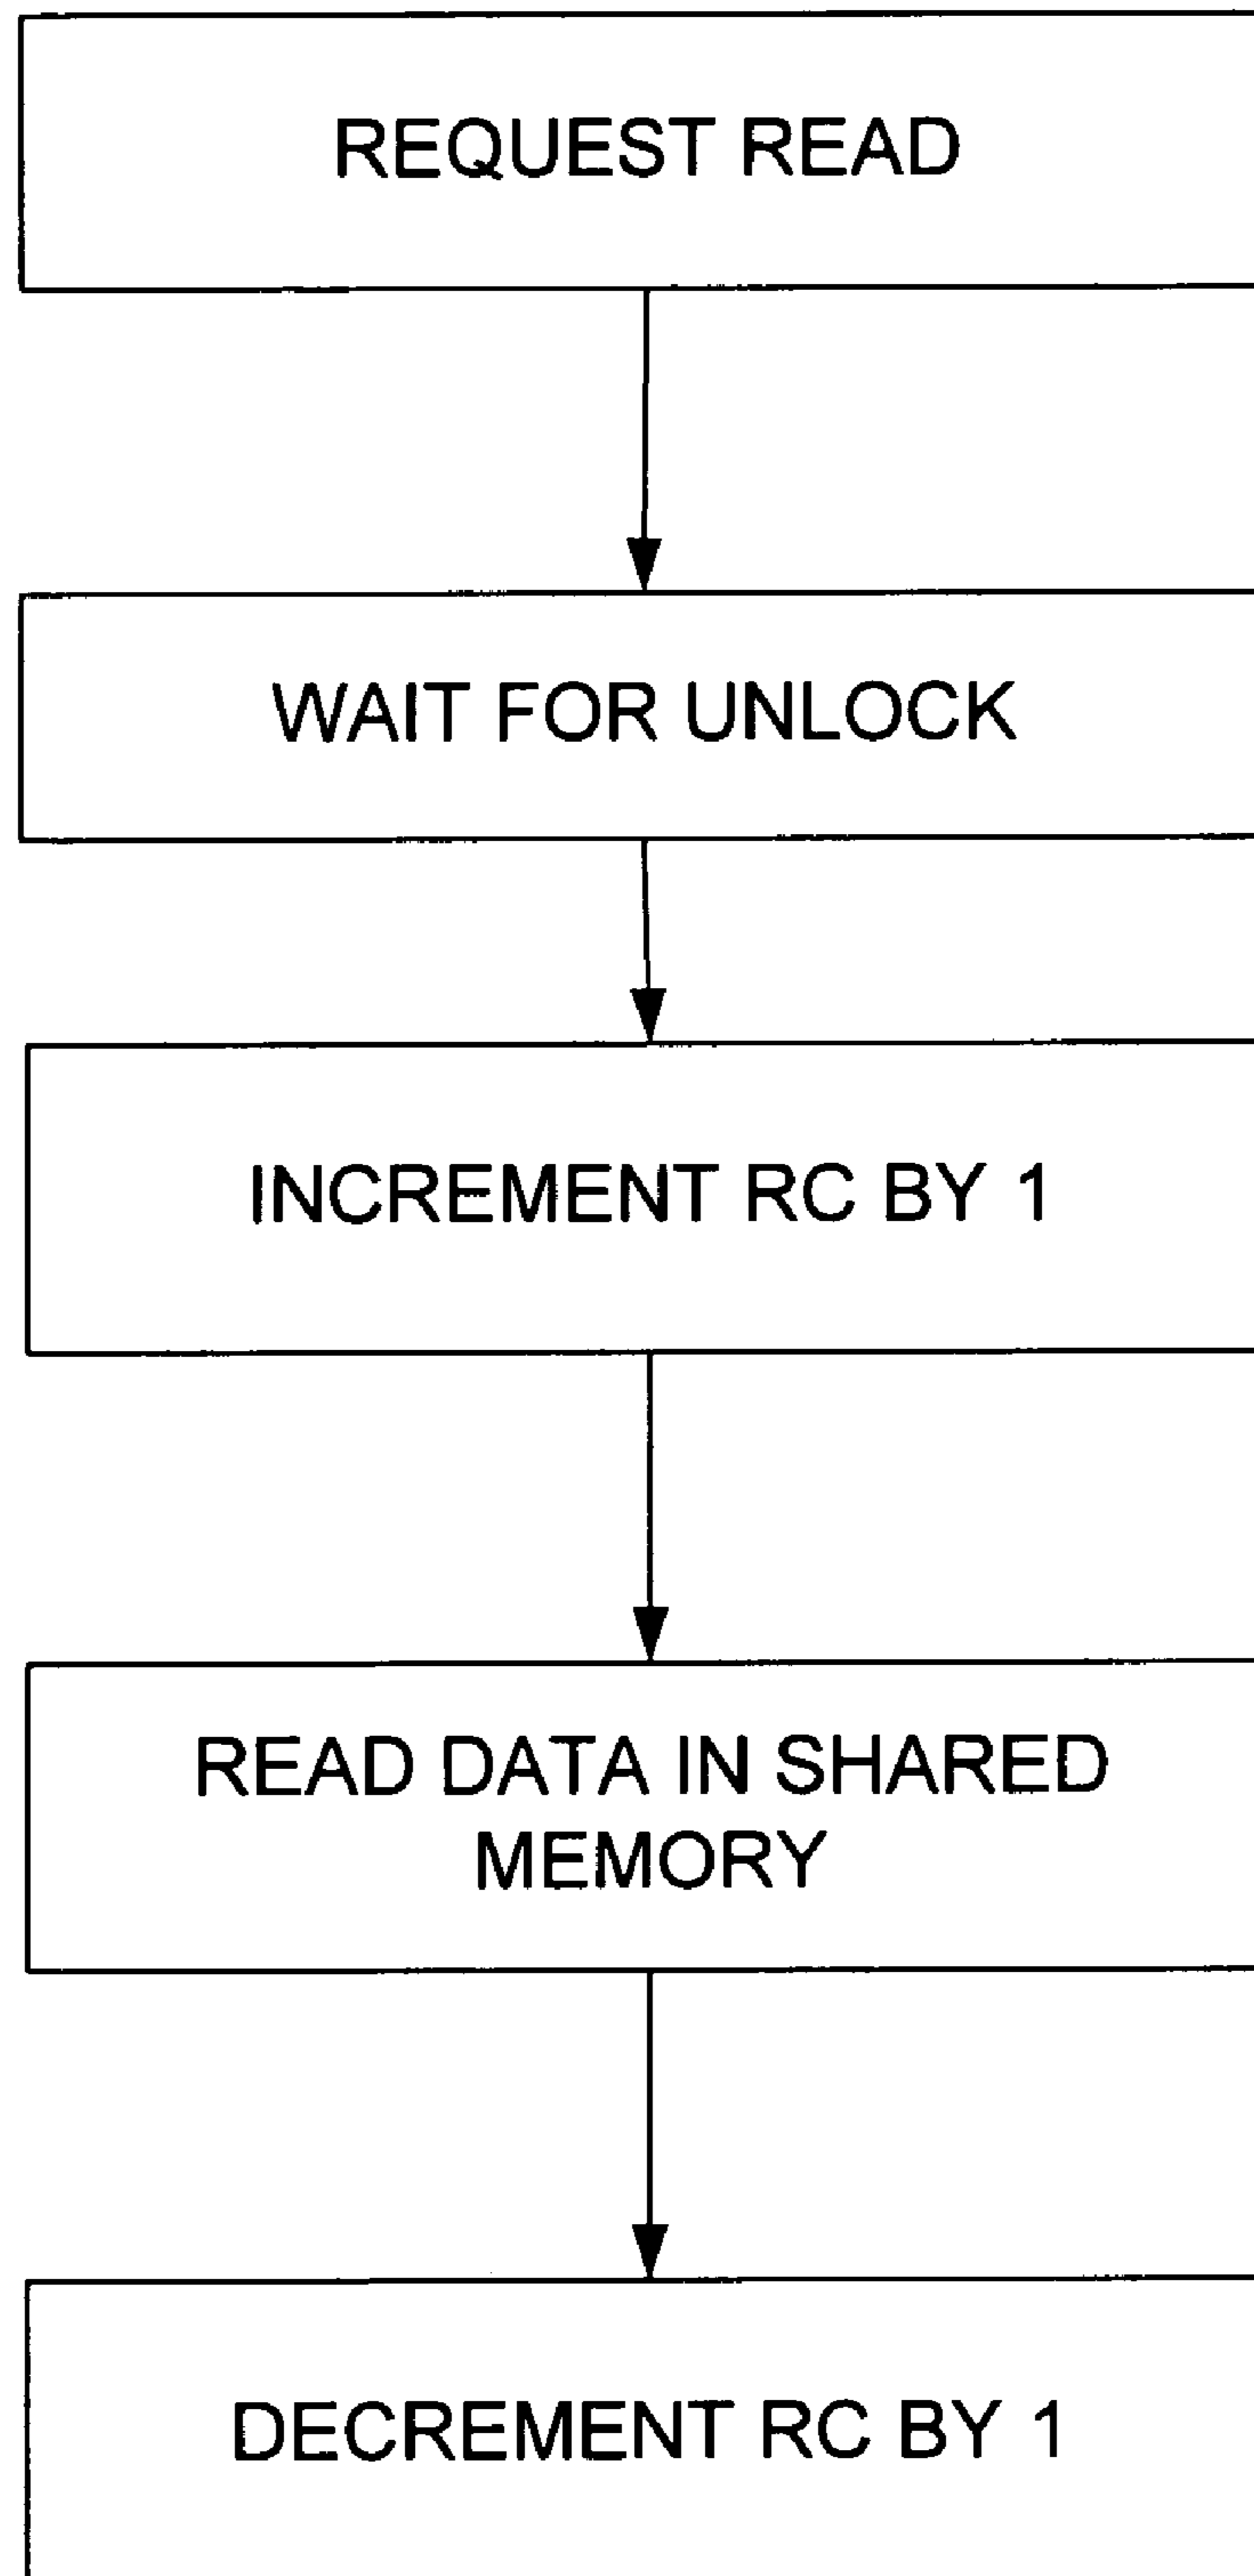 REQUEST READ
WAIT FOR UNLOCK
INCREMENT RC BY 1
READ DATA IN SHARED
MEMORY
DECREMENT RC BY 1